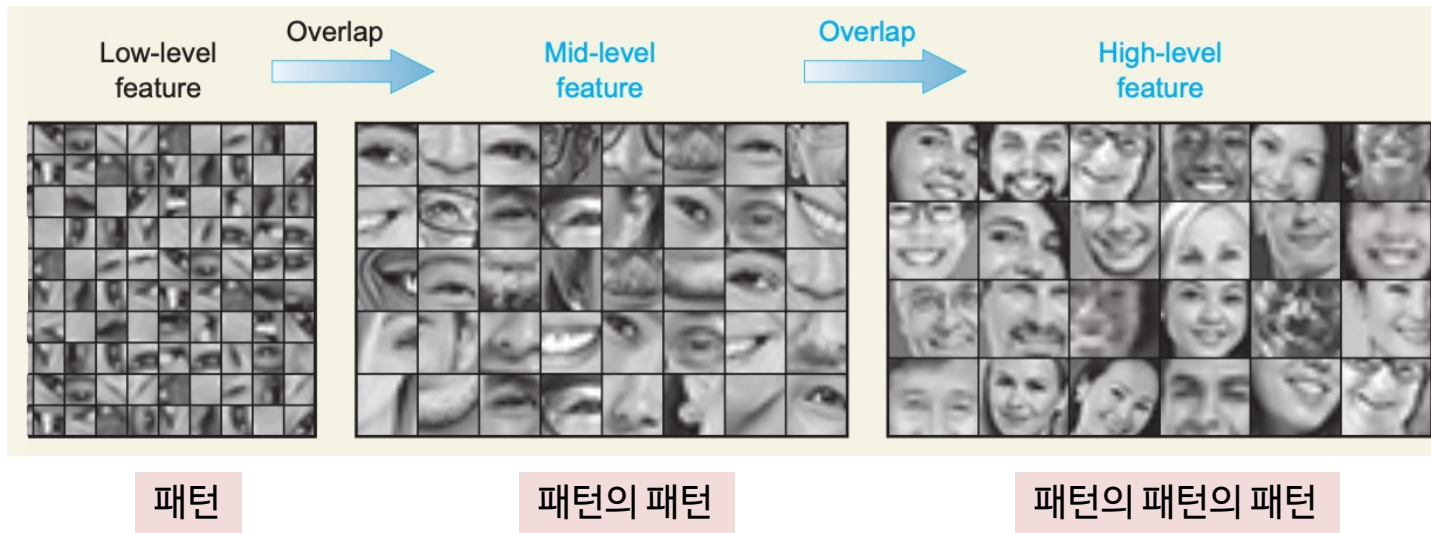 Low-level
feature
Overlap
Mid-level
feature
Overlap
High-level
feature
패턴
패턴의 패턴
패턴의 패턴의 패턴